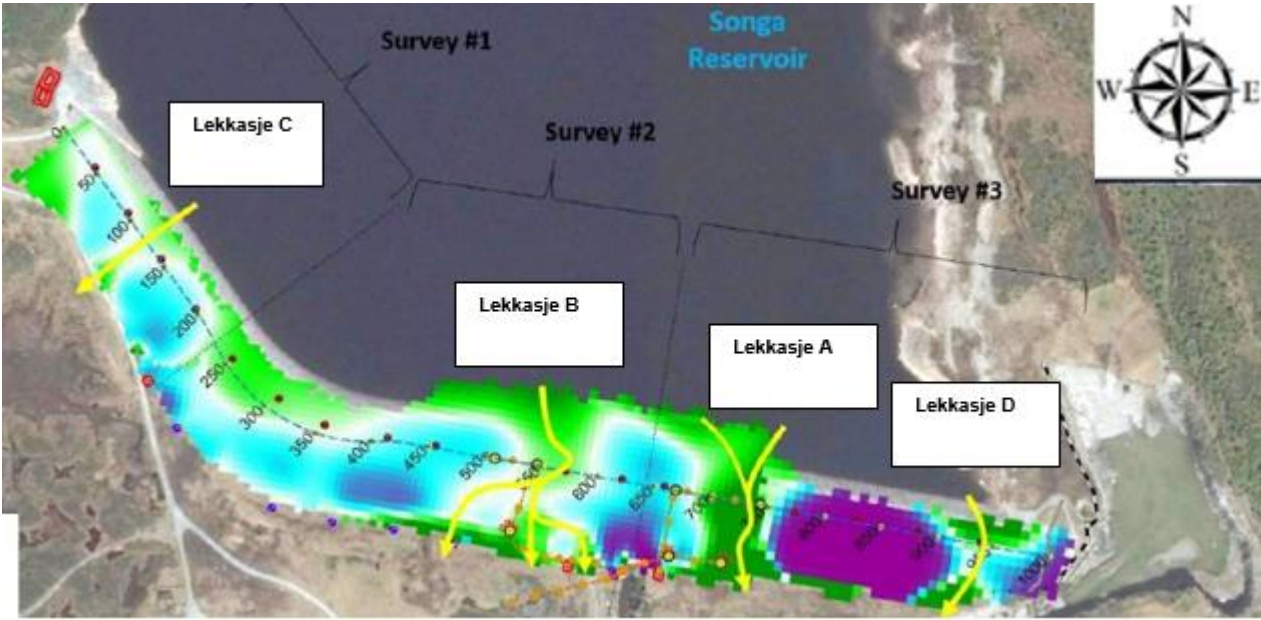 Songa
Reservoir
Survey #1
Survey #2
Survey #3
N
W
E
S
Lekkasje C
Lekkasje B
Lekkasje A
Lekkasje D
0
50
100
150
200
250
300
350
400
450
500
600
650
700
1000